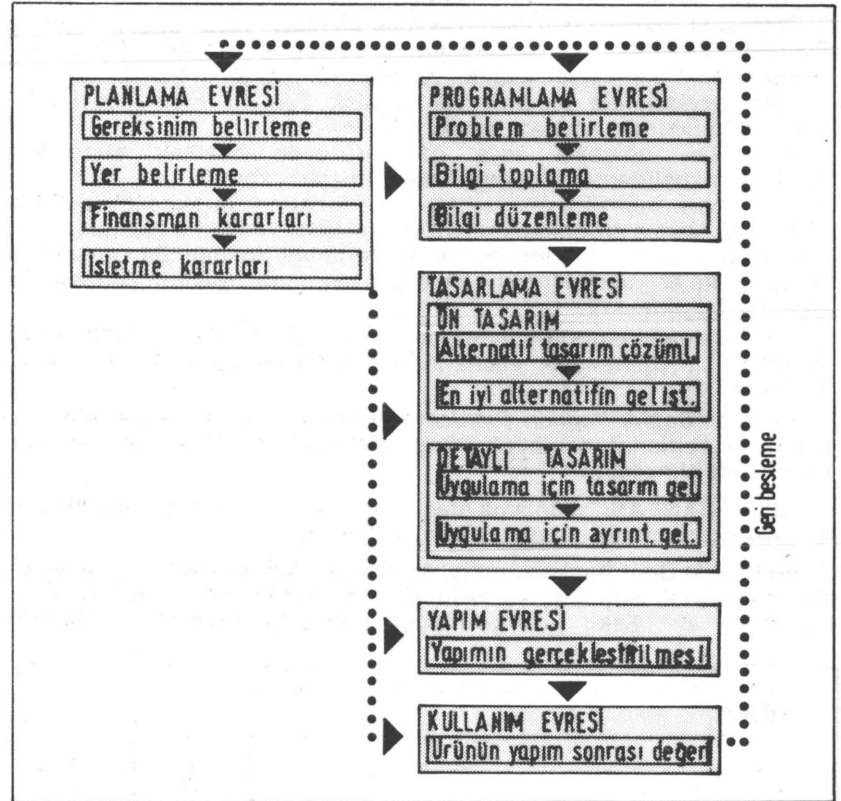 PLANLAMA EVRESİ
Gereksinim belirleme
Yer belirleme
Finansman kararları
İsletme kararları
PROGRAMLAMA EVRESİ
Problem belirleme
Bilgi toplama
Bilgi düzenleme
TASARLAMA EVRESİ
ÖN TASARIM
Alternatif tasarım çözüml.
En iyi alternatifin gelişt.
DETAYLI TASARIM
Uygulama için tasarım gel
Uygulama için ayrınt. gel.
YAPIM EVRESİ
Yapımın gerçekleştirilmesi
KULLANIM EVRESİ
Ürünün yapım sonrası değer
Geri besleme